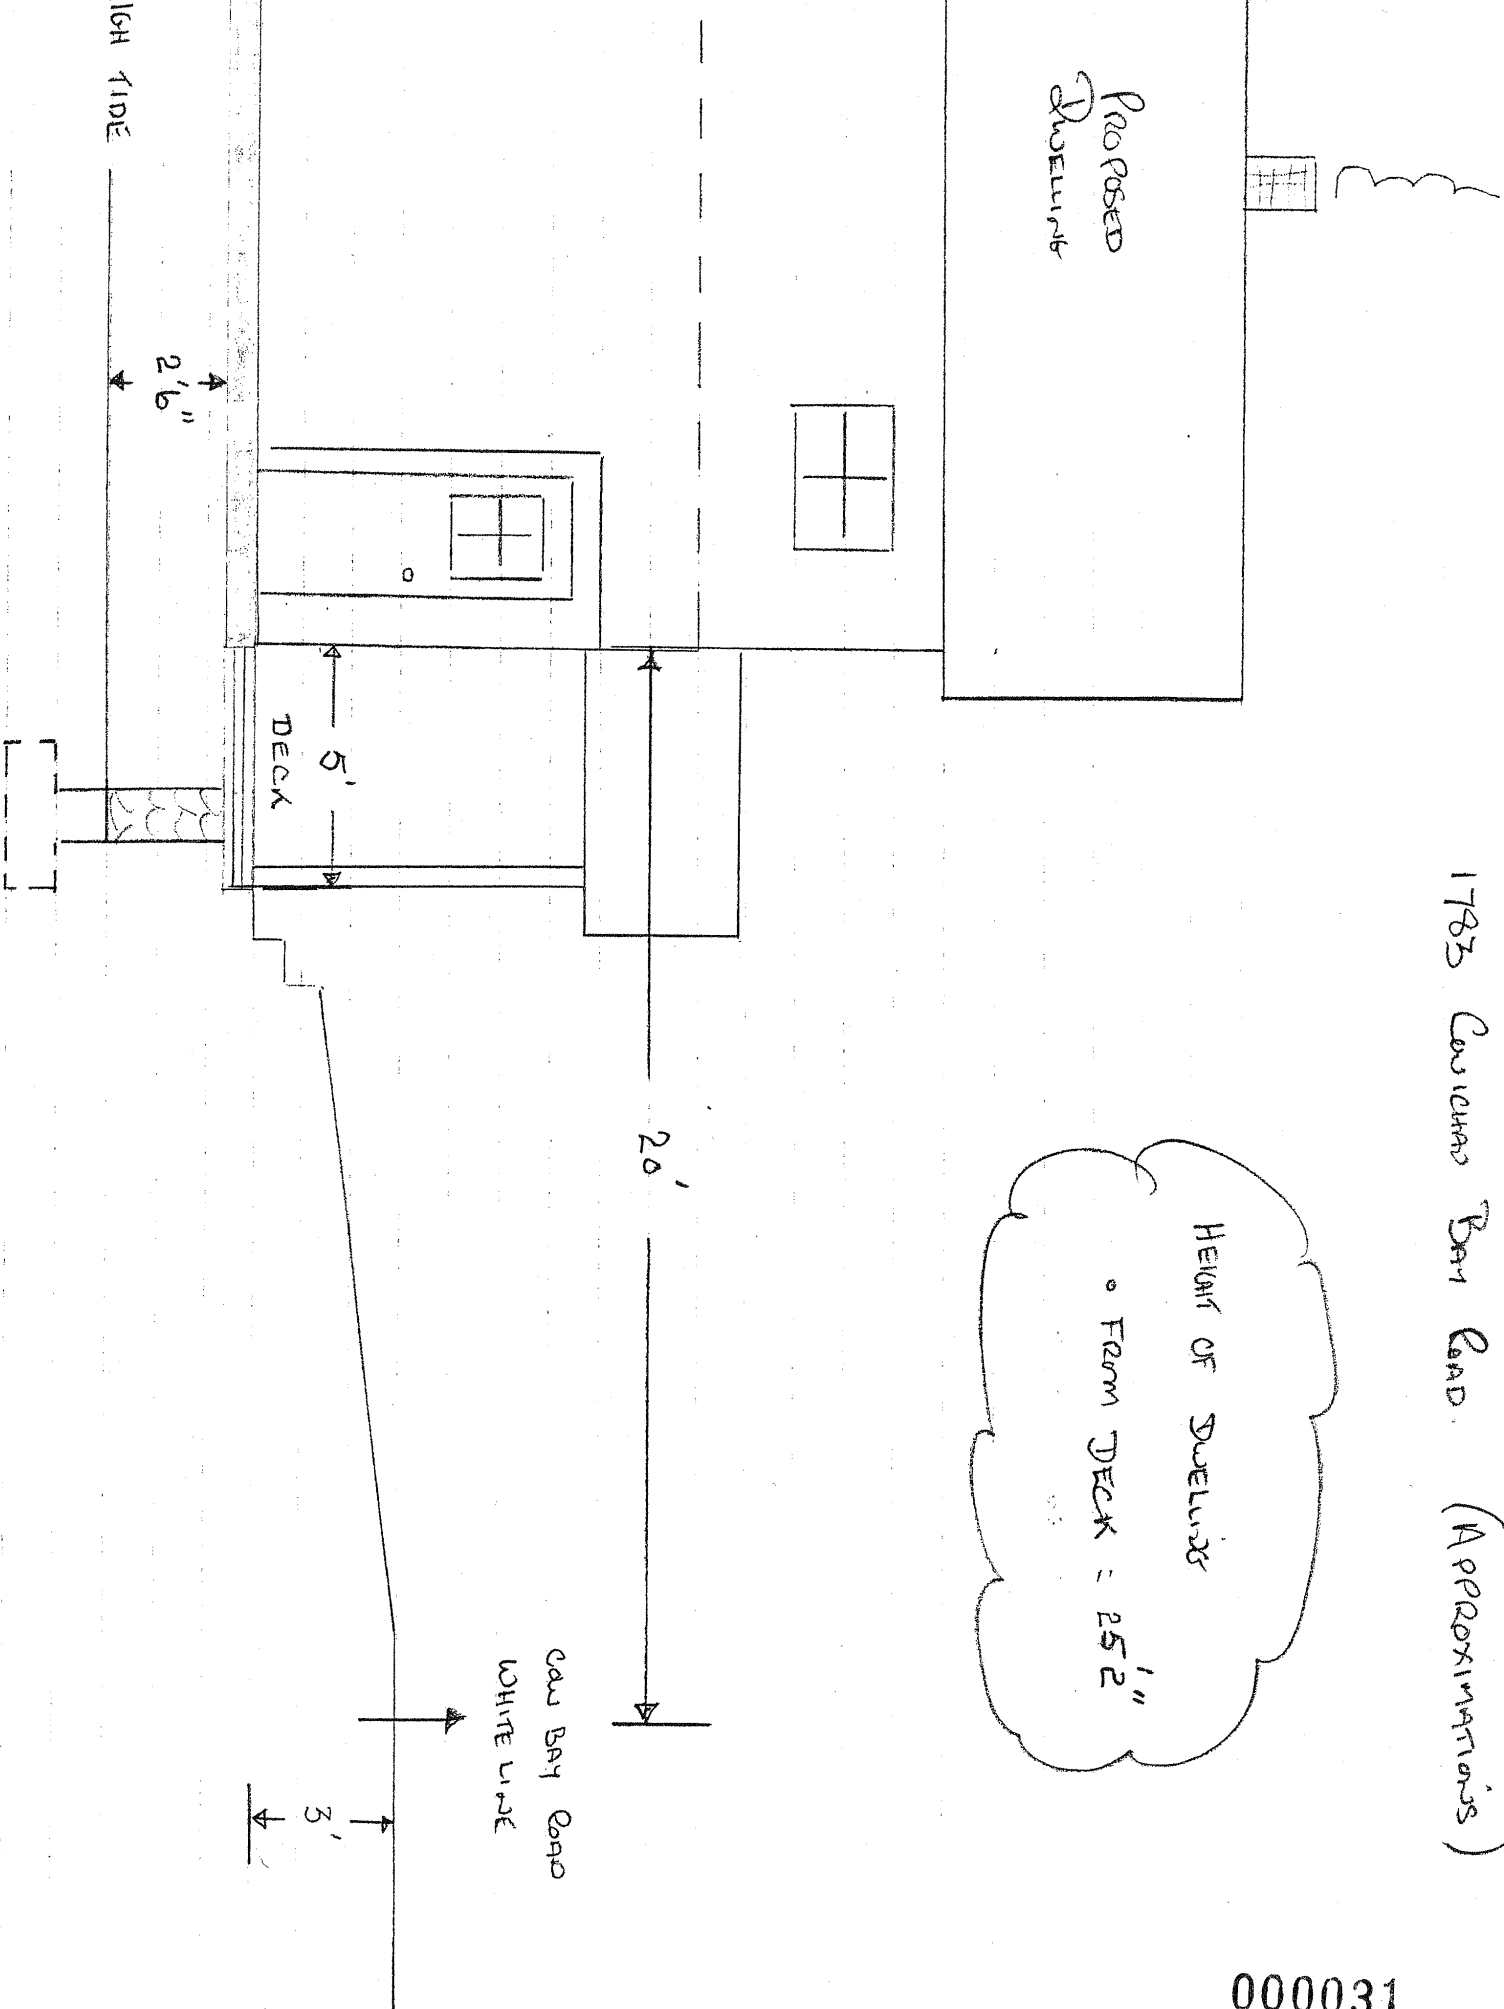 1783 COWICHAN BAY ROAD. (APPROXIMATIONS)
PROPOSED
DWELLING
HEIGHT OF DWELLING
• FROM DECK = 25'2"
20'
COW BAY ROAD
WHITE LINE
5'
DECK
3'
2'6"
IGH TIDE
000031